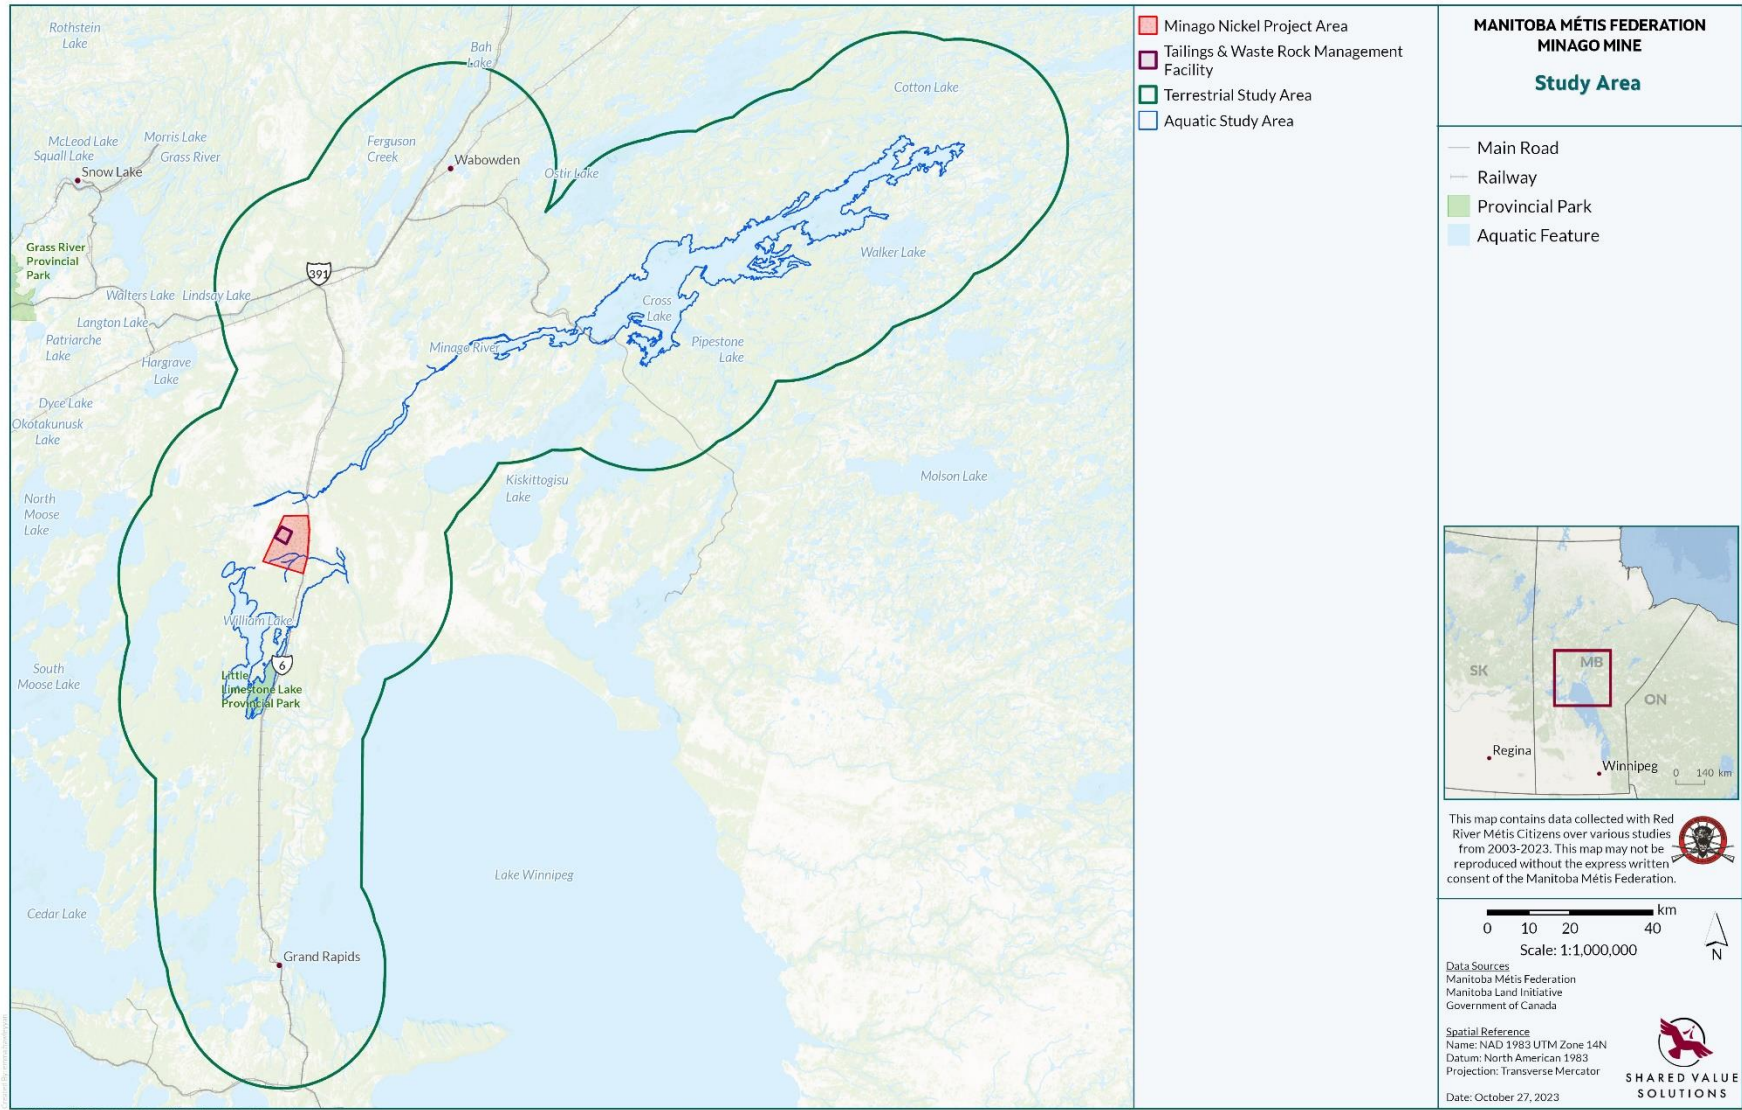 Rothstein
Lake
Bah
Lake
Cotton Lake
McLeod Lake
Morris Lake
Squall Lake
Grass River
Snow Lake
Ferguson
Creek
Wabowden
Ostir Lake
Grass River
Provincial
Park
391
Walker Lake
Walters Lake
Lindsay Lake
Cross
Lake
Langton Lake
Patriarche
Lake
Minago River
Pipestone
Lake
Hargrave
Lake
Dyce Lake
Okotakunusk
Lake
Kiskittogisu
Lake
Molson Lake
North
Moose
Lake
William Lake
6
South
Moose Lake
Little
Limestone Lake
Provincial Park
Lake Winnipeg
Cedar Lake
Grand Rapids
Minago Nickel Project Area
Tailings & Waste Rock Management
Facility
Terrestrial Study Area
Aquatic Study Area
MANITOBA MÉTIS FEDERATION
MINAGO MINE
Study Area
Main Road
Railway
Provincial Park
Aquatic Feature
SK
MB
ON
Regina
Winnipeg
0 140 km
This map contains data collected with Red
River Métis Citizens over various studies
from 2003-2023. This map may not be
reproduced without the express written
consent of the Manitoba Métis Federation.
km
0 10 20 40
Scale: 1:1,000,000
N
Data Sources
Manitoba Métis Federation
Manitoba Land Initiative
Government of Canada
Spatial Reference
Name: NAD 1983 UTM Zone 14N
Datum: North American 1983
Projection: Transverse Mercator
Date: October 27, 2023
SHARED VALUE
SOLUTIONS